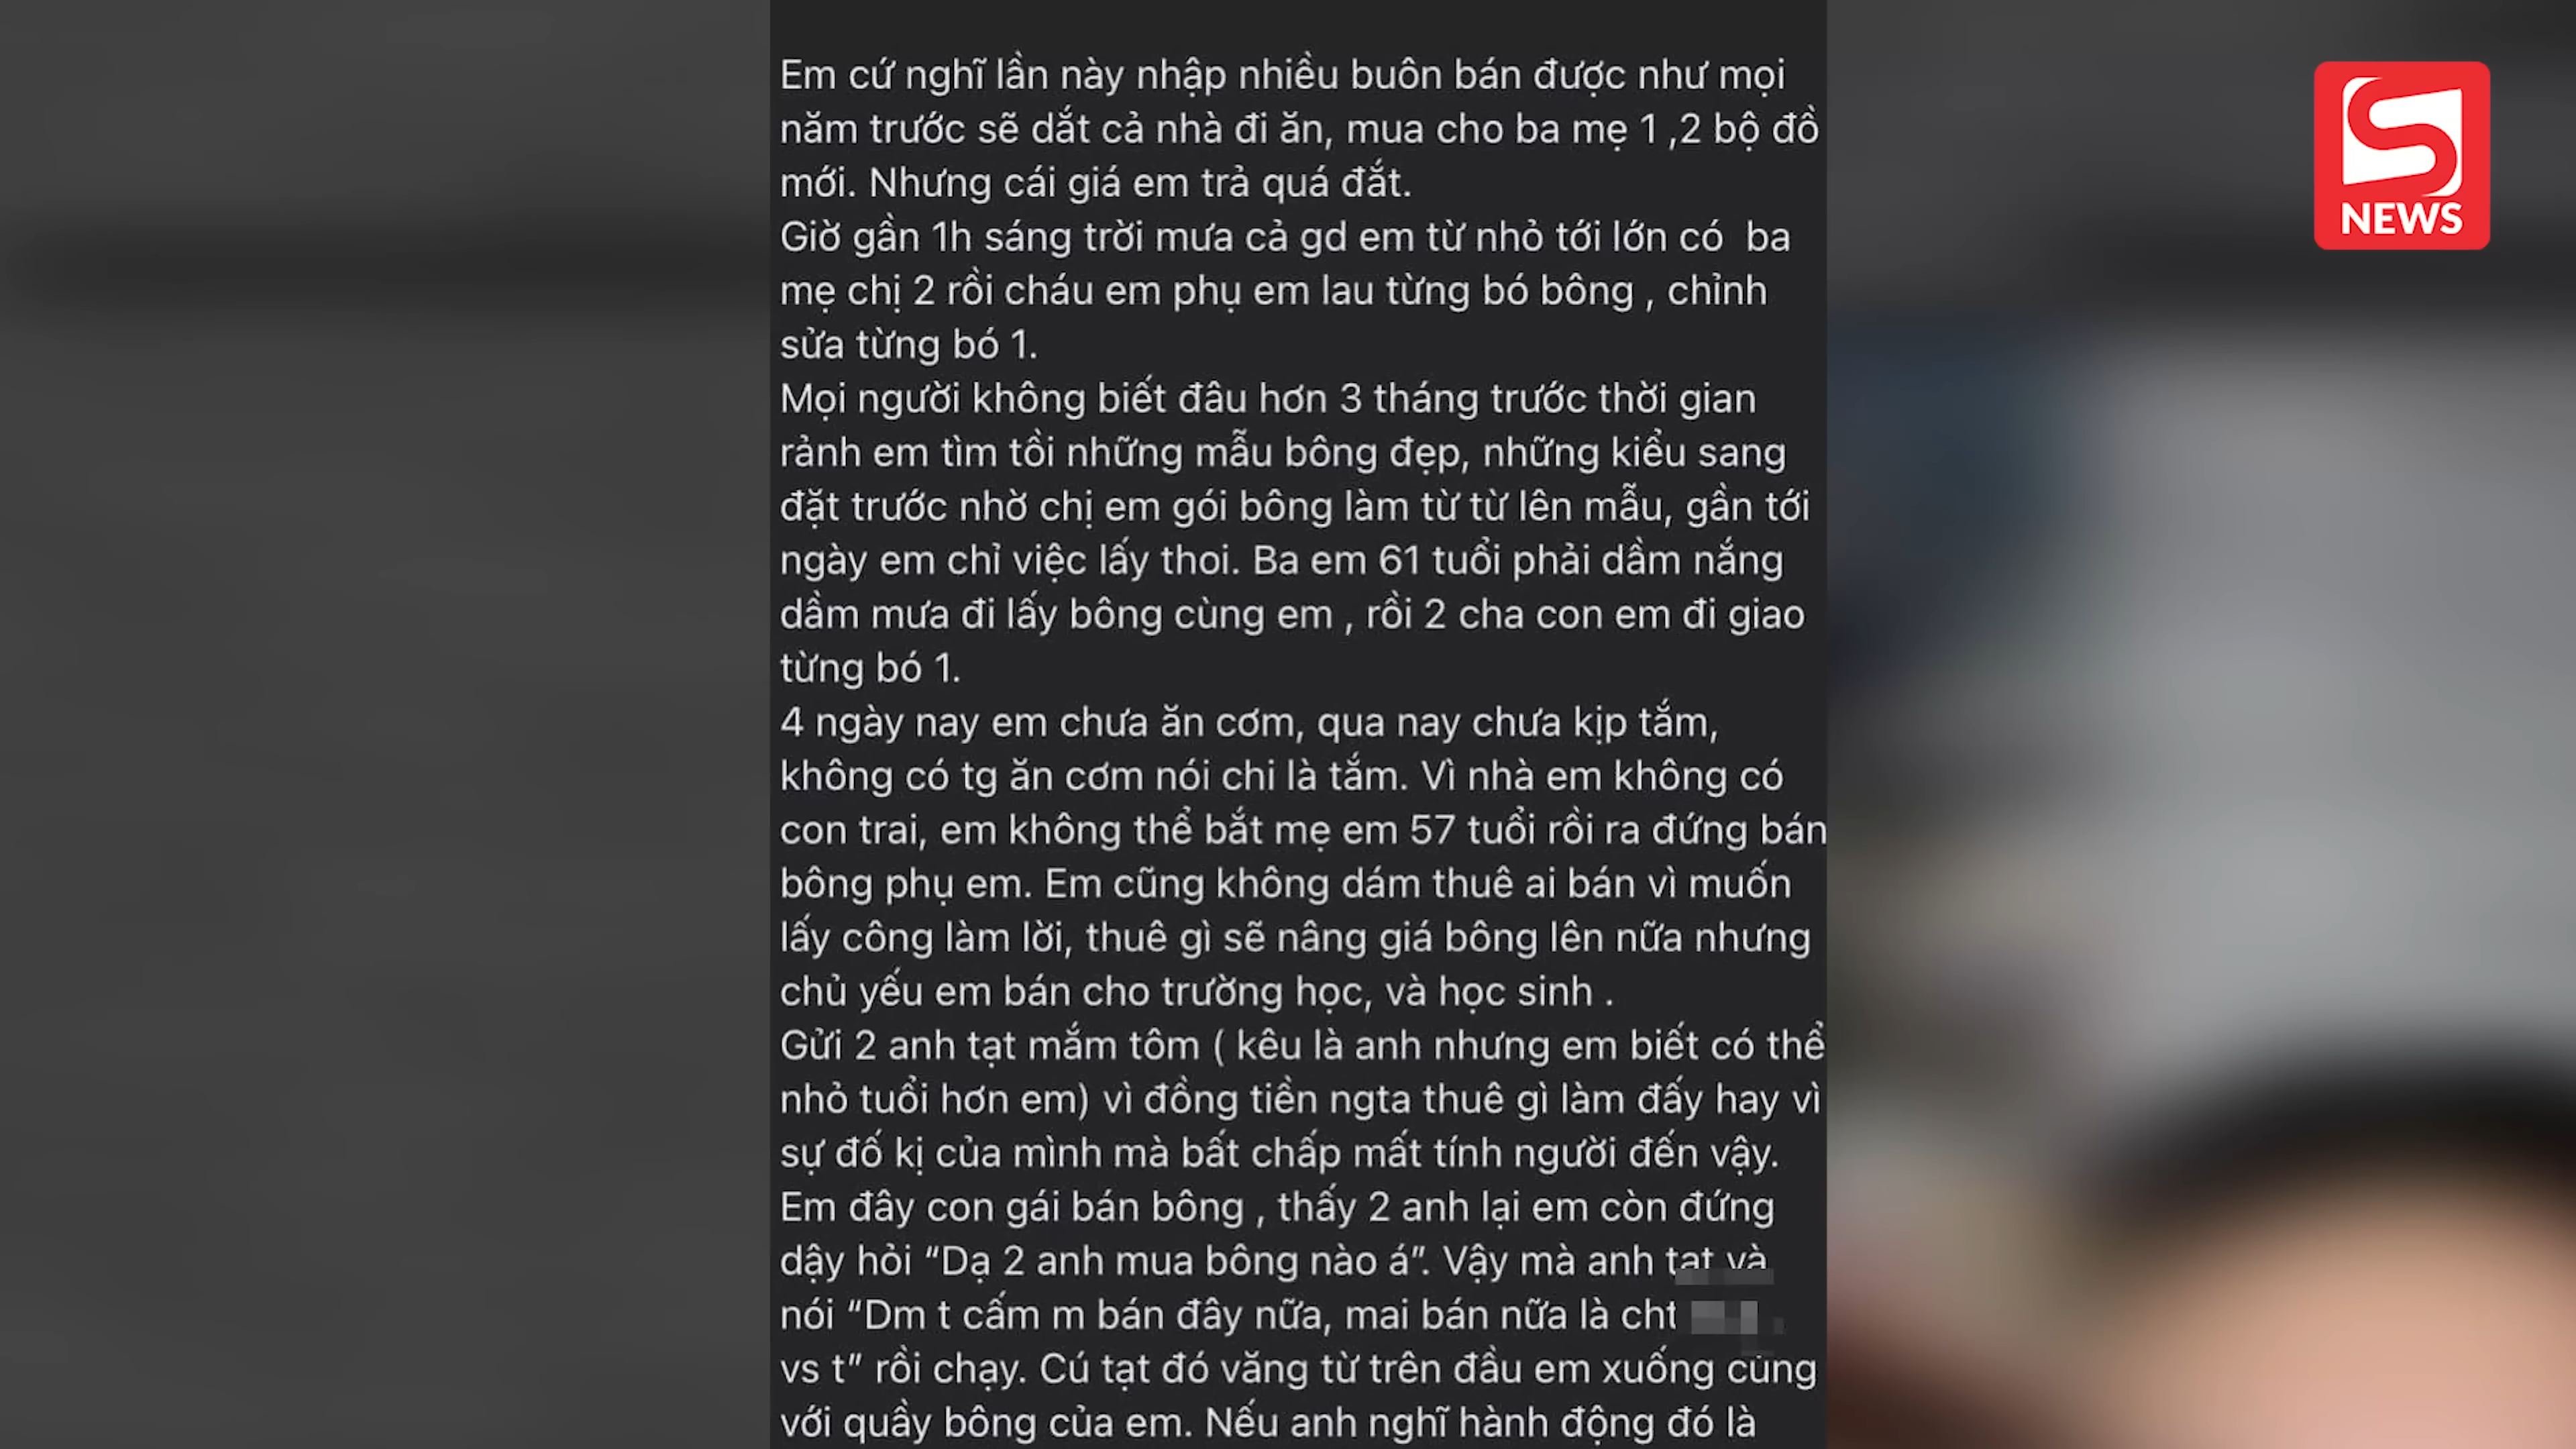 Em cứ nghĩ lần này nhập nhiều buôn bán được như mọi
năm trước sẽ dắt cả nhà đi ăn, mua cho ba mẹ 1 ,2 bộ đồ
mới. Nhưng cái giá em trả quá đắt.
Giờ gần 1h sáng trời mưa cả gd em từ nhỏ tới lớn có  ba
mẹ chị 2 rồi cháu em phụ em lau từng bó bông , chỉnh
sửa từng bó 1.
Mọi người không biết đâu hơn 3 tháng trước thời gian
rảnh em tìm tồi những mẫu bông đẹp, những kiểu sang
đặt trước nhờ chị em gói bông làm từ từ lên mẫu, gần tới
ngày em chỉ việc lấy thoi. Ba em 61 tuổi phải dầm nắng
dầm mưa đi lấy bông cùng em , rồi 2 cha con em đi giao
từng bó 1.
4 ngày nay em chưa ăn cơm, qua nay chưa kịp tắm,
không có tg ăn cơm nói chi là tắm. Vì nhà em không có
con trai, em không thể bắt mẹ em 57 tuổi rồi ra đứng bán
bông phụ em. Em cũng không dám thuê ai bán vì muốn
lấy công làm lời, thuê gì sẽ nâng giá bông lên nữa nhưng
chủ yếu em bán cho trường học, và học sinh .
Gửi 2 anh tạt mắm tôm ( kêu là anh nhưng em biết có thể
nhỏ tuổi hơn em) vì đồng tiền ngta thuê gì làm đấy hay vì
sự đố kị của mình mà bất chấp mất tính người đến vậy.
Em đây con gái bán bông , thấy 2 anh lại em còn đứng
dậy hỏi “Dạ 2 anh mua bông nào á”. Vậy mà anh tạt và
nói “Dm t cấm m bán đây nữa, mai bán nữa là cht
vs t” rồi chạy. Cú tạt đó văng từ trên đầu em xuống cùng
với quầy bông của em. Nếu anh nghĩ hành động đó là
S
NEWS